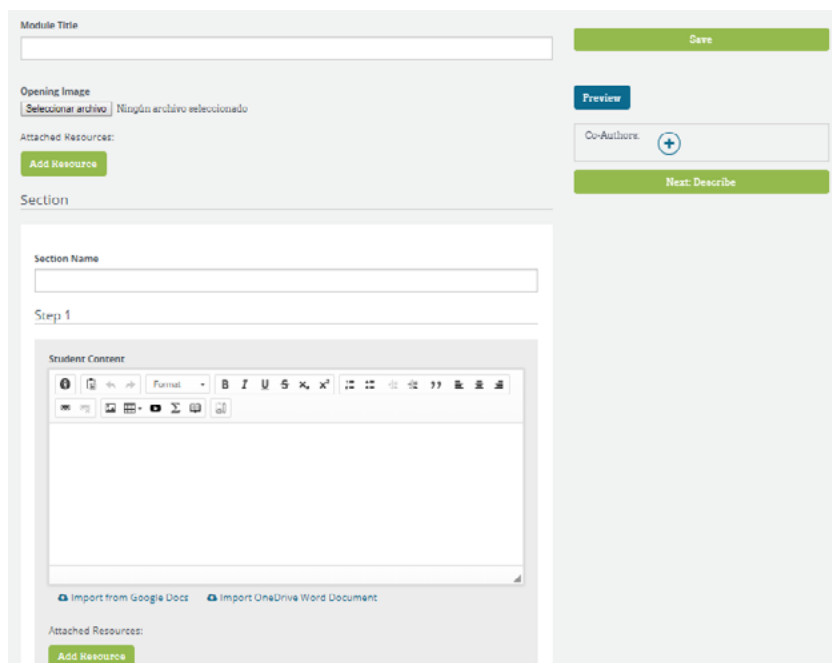 Module Title
Save
Opening Image
Seleccionar archivo Ningún archivo seleccionado
Preview
Attached Resources:
Co-Authors:
Add Resource
Next: Describe
Section
Section Name
Step 1
Student Content
Format B I U S x, x²
Import from Google Docs Import OneDrive Word Document
Attached Resources:
Add Resource